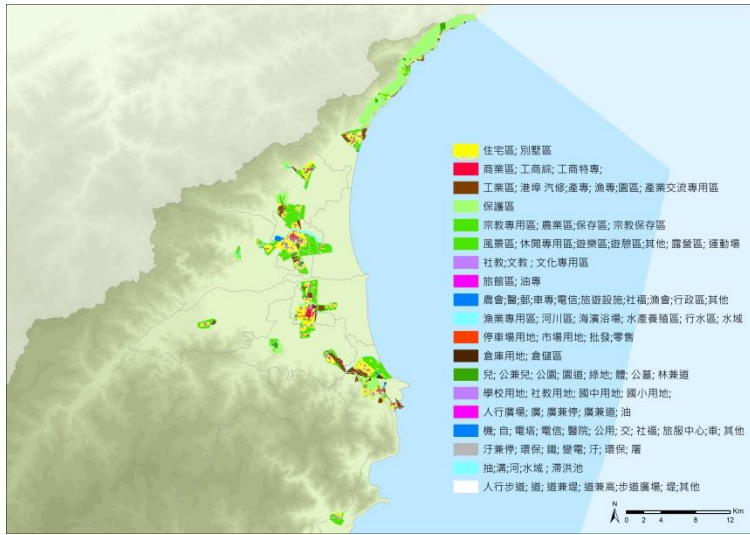 住宅區; 別墅區
商業區; 工商綜; 工商特專;
工業區; 港埠 汽修; 產專; 漁專;園區; 產業交流專用區
保護區
宗教專用區; 農業區;保存區; 宗教保存區
風景區; 休閒專用區;遊樂區;遊憩區;其他; 露營區; 運動場
社教;文教 ; 文化專用區
旅館區; 油專
農會;醫;郵;車專;電信;旅遊設施;社福;漁會;行政區;其他
漁業專用區; 河川區; 海濱浴場; 水產養殖區; 行水區; 水域
停車場用地; 市場用地; 批發;零售
倉庫用地; 倉儲區
兒; 公兼兒; 公園; 園道; 綠地; 體; 公墓; 林兼道
學校用地; 社教用地; 國中用地; 國小用地;
人行廣場; 廣; 廣兼停; 廣兼道; 油
機; 自; 電塔; 電信; 醫院; 公用; 交; 社福; 旅服中心;車; 其他
汙兼停; 環保; 鐵; 變電; 汙; 環保; 屠
抽;溝;河;水域 ; 滯洪池
人行步道; 道; 道兼堤; 道兼高;步道廣場; 堤;其他
N
Km
0 2 4 8 12